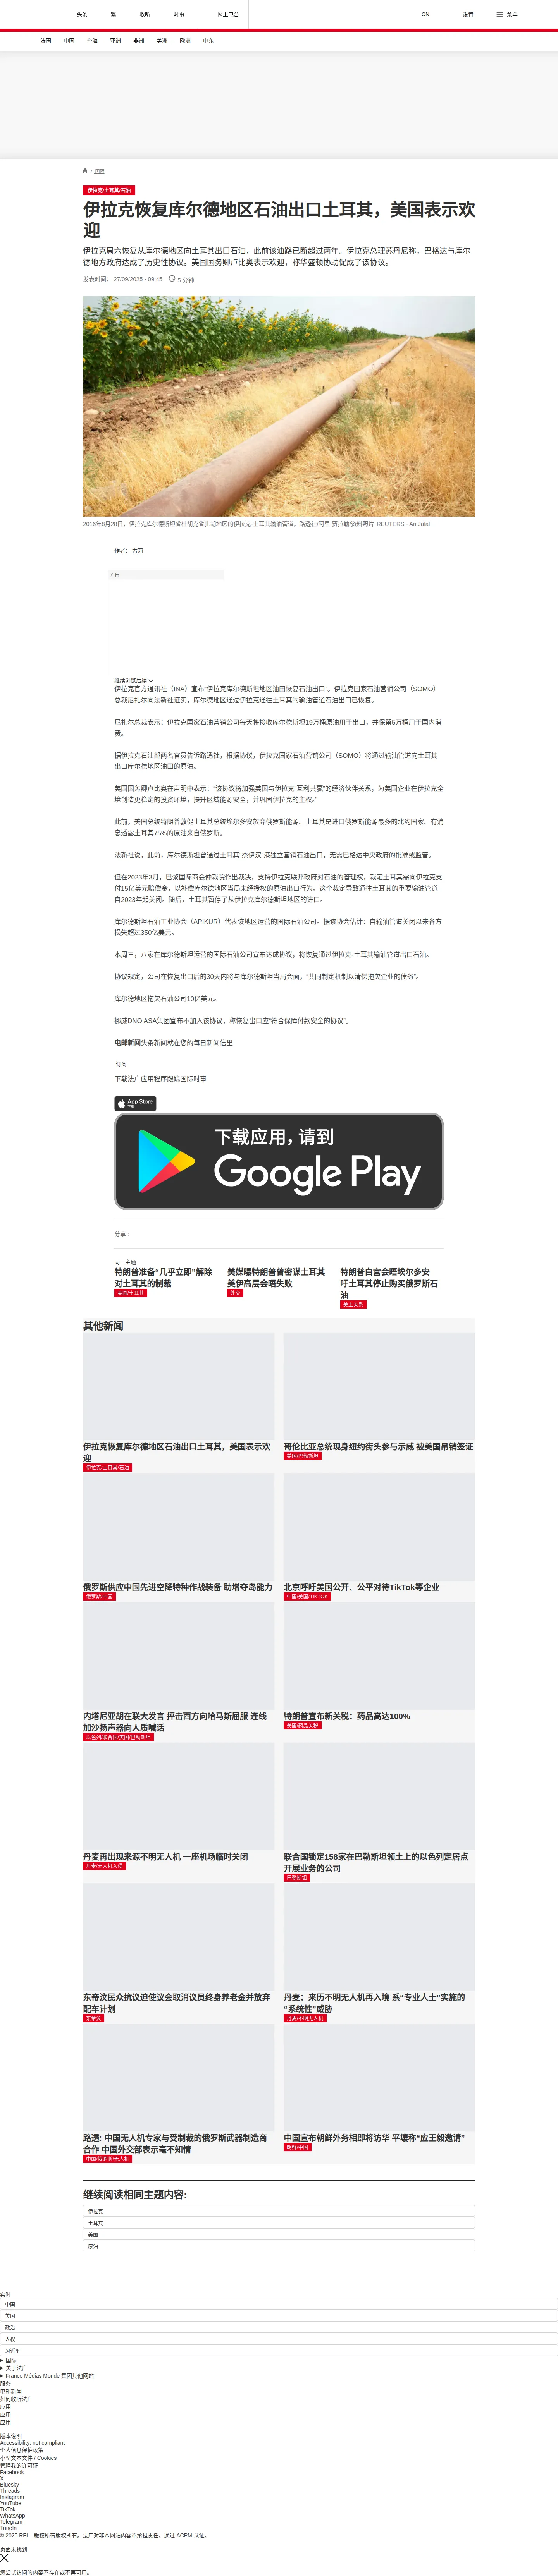 头条
繁
收听
时事
网上电台
CN
设置
菜单
法国
中国
台海
亚洲
非洲
美洲
欧洲
中东
/ 国际
伊拉克/土耳其/石油
伊拉克恢复库尔德地区石油出口土耳其，美国表示欢
迎
伊拉克周六恢复从库尔德地区向土耳其出口石油，此前该油路已断超过两年。伊拉克总理苏丹尼称，巴格达与库尔
德地方政府达成了历史性协议。美国国务卿卢比奥表示欢迎，称华盛顿协助促成了该协议。
发表时间： 27/09/2025 - 09:45
5 分钟
2016年6月28日，伊拉克库尔德斯坦省杜胡克省扎胡地区的伊拉克-土耳其输油管道。路透社/阿里·贾拉勒/资料照片 REUTERS - Ari Jalal
作者： 古莉
广告
继续浏览后续
伊拉克官方通讯社（INA）宣布“伊拉克库尔德斯坦地区油田恢复石油出口”。伊拉克国家石油营销公司（SOMO）
总裁尼扎尔向法新社证实，库尔德地区通过伊拉克通往土耳其的输油管道石油出口已恢复。
尼扎尔总裁表示：伊拉克国家石油营销公司每天将接收库尔德斯坦19万桶原油用于出口，并保留5万桶用于国内消
费。
据伊拉克石油部两名官员告诉路透社，根据协议，伊拉克国家石油营销公司（SOMO）将通过输油管道向土耳其
出口库尔德地区油田的原油。
美国国务卿卢比奥在声明中表示：“该协议将加强美国与伊拉克“互利共赢”的经济伙伴关系，为美国企业在伊拉克全
境创造更稳定的投资环境，提升区域能源安全，并巩固伊拉克的主权。”
此前，美国总统特朗普敦促土耳其总统埃尔多安放弃俄罗斯能源。土耳其是进口俄罗斯能源最多的北约国家。有消
息透露土耳其75%的原油来自俄罗斯。
法新社说，此前，库尔德斯坦曾通过土耳其“杰伊汉”港独立营销石油出口，无需巴格达中央政府的批准或监管。
但在2023年3月，巴黎国际商会仲裁院作出裁决，支持伊拉克联邦政府对石油的管理权，裁定土耳其需向伊拉克支
付15亿美元赔偿金，以补偿库尔德地区当局未经授权的原油出口行为。这个裁定导致通往土耳其的重要输油管道
自2023年起关闭。随后，土耳其暂停了从伊拉克库尔德斯坦地区的进口。
库尔德斯坦石油工业协会（APIKUR）代表该地区运营的国际石油公司。据该协会估计：自输油管道关闭以来各方
损失超过350亿美元。
本周三，八家在库尔德斯坦运营的国际石油公司宣布达成协议，将恢复通过伊拉克-土耳其输油管道出口石油。
协议规定，公司在恢复出口后的30天内将与库尔德斯坦当局会面，“共同制定机制以清偿拖欠企业的债务”。
库尔德地区拖欠石油公司10亿美元。
挪威DNO ASA集团宣布不加入该协议，称恢复出口应“符合保障付款安全的协议”。
电邮新闻头条新闻就在您的每日新闻信里
订阅
下载法广应用程序跟踪国际时事
App Store
下载
下载应用，请到
Google Play
分享 :
同一主题
特朗普准备“几乎立即”解除
对土耳其的制裁
美国/土耳其
美媒曝特朗普曾密谋土耳其
美伊高层会晤失败
外交
特朗普白宫会晤埃尔多安
吁土耳其停止购买俄罗斯石
油
美土关系
其他新闻
伊拉克恢复库尔德地区石油出口土耳其，美国表示欢
迎
伊拉克/土耳其/石油
哥伦比亚总统现身纽约街头参与示威 被美国吊销签证
美国/巴勒斯坦
俄罗斯供应中国先进空降特种作战装备 助增夺岛能力
俄罗斯/中国
北京呼吁美国公开、公平对待TikTok等企业
中国/美国/TIKTOK
内塔尼亚胡在联大发言 抨击西方向哈马斯屈服 连线
加沙扬声器向人质喊话
以色列/联合国/美国/巴勒斯坦
特朗普宣布新关税：药品高达100%
美国/药品关税
丹麦再出现来源不明无人机 一座机场临时关闭
丹麦/无人机入侵
联合国锁定158家在巴勒斯坦领土上的以色列定居点
开展业务的公司
巴勒斯坦
东帝汶民众抗议迫使议会取消议员终身养老金并放弃
配车计划
东帝汶
丹麦：来历不明无人机再入境 系“专业人士”实施的
“系统性”威胁
丹麦/不明无人机
路透: 中国无人机专家与受制裁的俄罗斯武器制造商
合作 中国外交部表示毫不知情
中国/俄罗斯/无人机
中国宣布朝鲜外务相即将访华 平壤称“应王毅邀请”
朝鲜/中国
继续阅读相同主题内容:
伊拉克
土耳其
美国
原油
实时
中国
美国
政治
人权
习近平
国际
关于法广
France Médias Monde 集团其他网站
服务
电邮新闻
如何收听法广
应用
应用
应用
版本说明
Accessibility: not compliant
个人信息保护政策
小型文本文件 / Cookies
管理我的许可证
Facebook
X
Bluesky
Threads
Instagram
YouTube
TikTok
WhatsApp
Telegram
TuneIn
© 2025 RFI – 版权所有版权所有。法广对非本网站内容不承担责任。通过 ACPM 认证。
页面未找到
您尝试访问的内容不存在或不再可用。